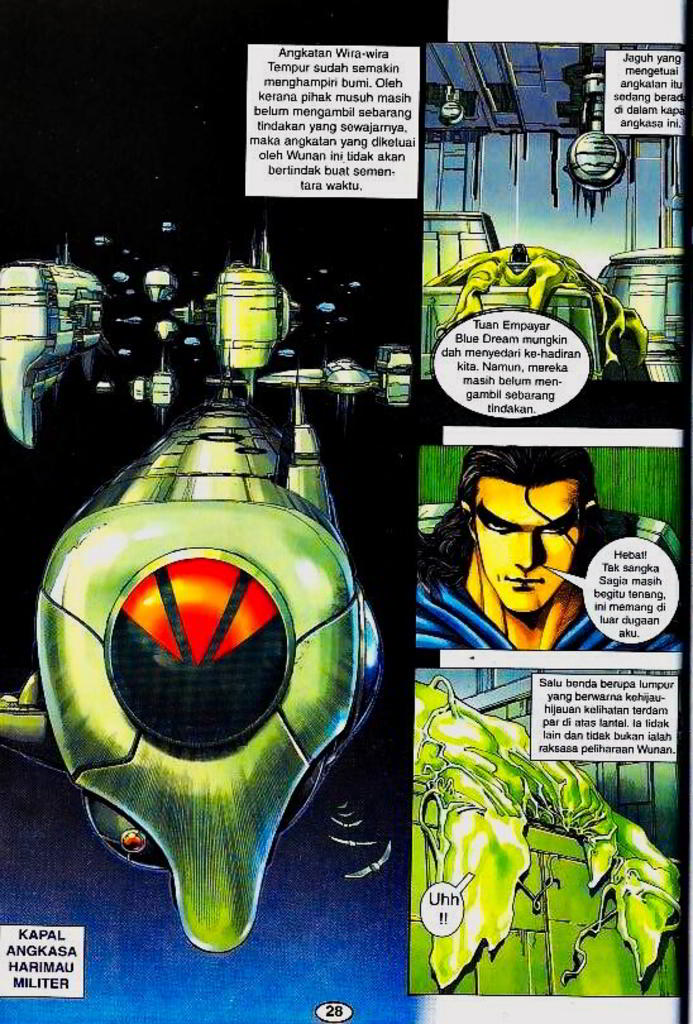 Angkatan Wira-wira
Tempur sudah semakin
menghampiri bumi. Oleh
kerana pihak musuh masih
belum mengambil sebarang
tindakan yang sewajarnya,
maka angkatan yang diketuai
oleh Wunan ini tidak akan
bertindak buat semen-
tara waktu.
Jaguh yang
mengetuai
angkatan itu
sedang berada
di dalam kapal
angkasa ini.
Tuan Empayar
Blue Dream mungkin
dah menyedari ke-hadiran
kita. Namun, mereka
masih belum men-
gambil sebarang
tindakan.
Hebat!
Tak sangka
Sagia masih
begitu tenang,
ini memang di
luar dugaan
aku.
Satu benda berupa lumpur
yang berwarna kehijau-
hijauan kelihatan terdam
par di atas lantai. Ia tidak
lain dan tidak bukan ialah
raksasa peliharaan Wunan.
Uhh
!!
KAPAL
ANGKASA
HARIMAU
MILITER
28